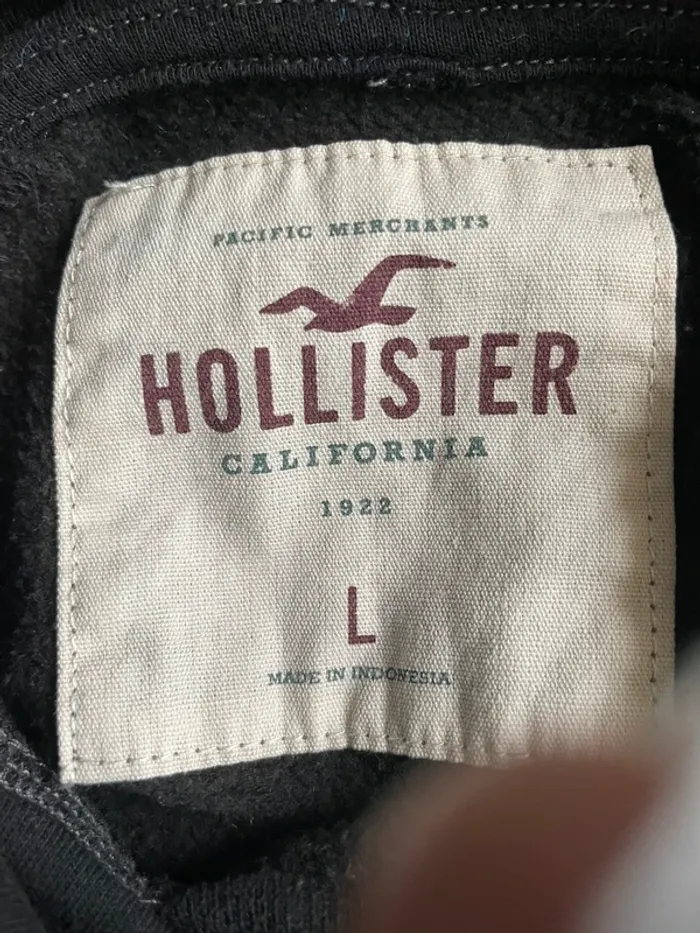 PACIFIC MERCHANTS
HOLLISTER
CALIFORNIA
1922
L
MADE IN INDONESIA